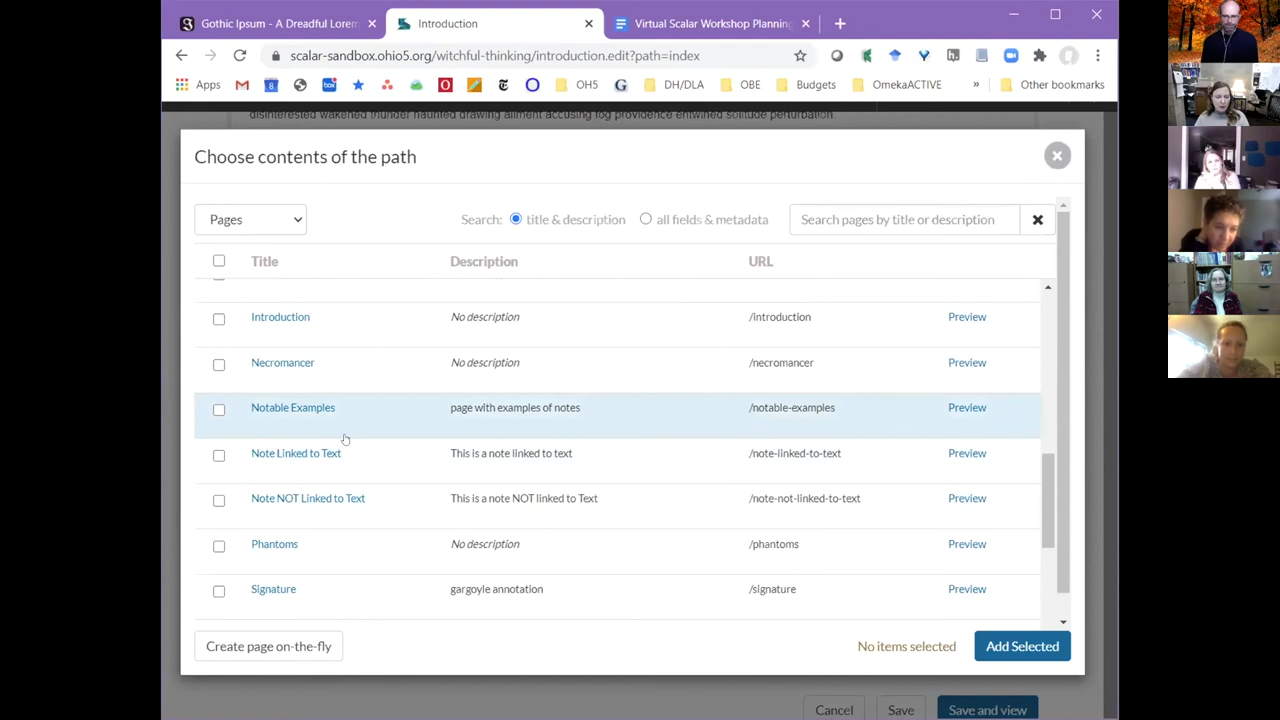 Gothic Ipsum - A Dreadful Lorem
Introduction
Virtual Scalar Workshop Planning
scalar-sandbox.ohio5.org/witchful-thinking/introduction.edit?path=index
Apps
OH5
DH/DLA
OBE
Budgets
OmekaACTIVE
»
Other bookmarks
disinterested wakened thunder haunted drawing ailment accusing fog providence entwined solitude perturbation.
Choose contents of the path
Pages
Search: title & description all fields & metadata
Search pages by title or description
Title Description URL
Introduction No description /introduction Preview
Necromancer No description /necromancer Preview
Notable Examples page with examples of notes /notable-examples Preview
Note Linked to Text This is a note linked to text /note-linked-to-text Preview
Note NOT Linked to Text This is a note NOT linked to Text /note-not-linked-to-text Preview
Phantoms No description /phantoms Preview
Signature gargoyle annotation /signature Preview
Create page on-the-fly
No items selected
Add Selected
Cancel Save Save and view